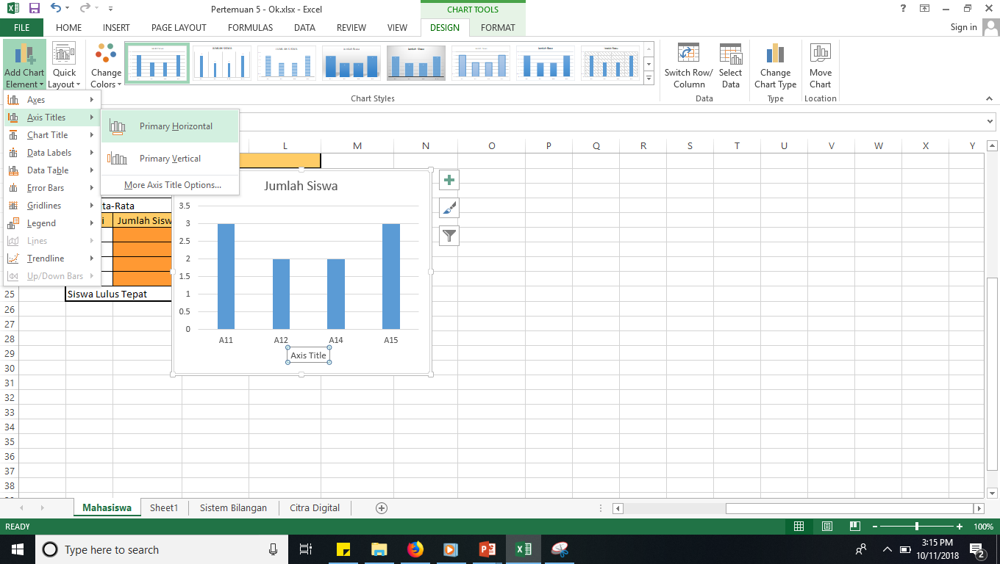 Pertemuan 5 - Ok.xlsx - Excel
CHART TOOLS
?
FILE HOME INSERT PAGE LAYOUT FORMULAS DATA REVIEW VIEW DESIGN FORMAT Sign in
Add Chart Element
Quick Layout
Change Colors
Switch Row/ Column
Select Data
Change Chart Type
Move Chart
Chart Styles
Data
Type
Location
Axes
Axis Titles
Chart Title
Data Labels
Data Table
Error Bars
Gridlines
Legend
Lines
Trendline
Up/Down Bars
Primary Horizontal
Primary Vertical
More Axis Title Options...
L M N O P Q R S T U V W X Y
ta-Rata
i Jumlah Sisw
Siswa Lulus Tepat
Jumlah Siswa
3.5
3
2.5
2
1.5
1
0.5
0
A11 A12 A14 A15
Axis Title
25
26
27
28
29
30
31
32
33
34
35
36
37
38
Mahasiswa Sheet1 Sistem Bilangan Citra Digital
READY
100%
Type here to search
3:15 PM
10/11/2018
2